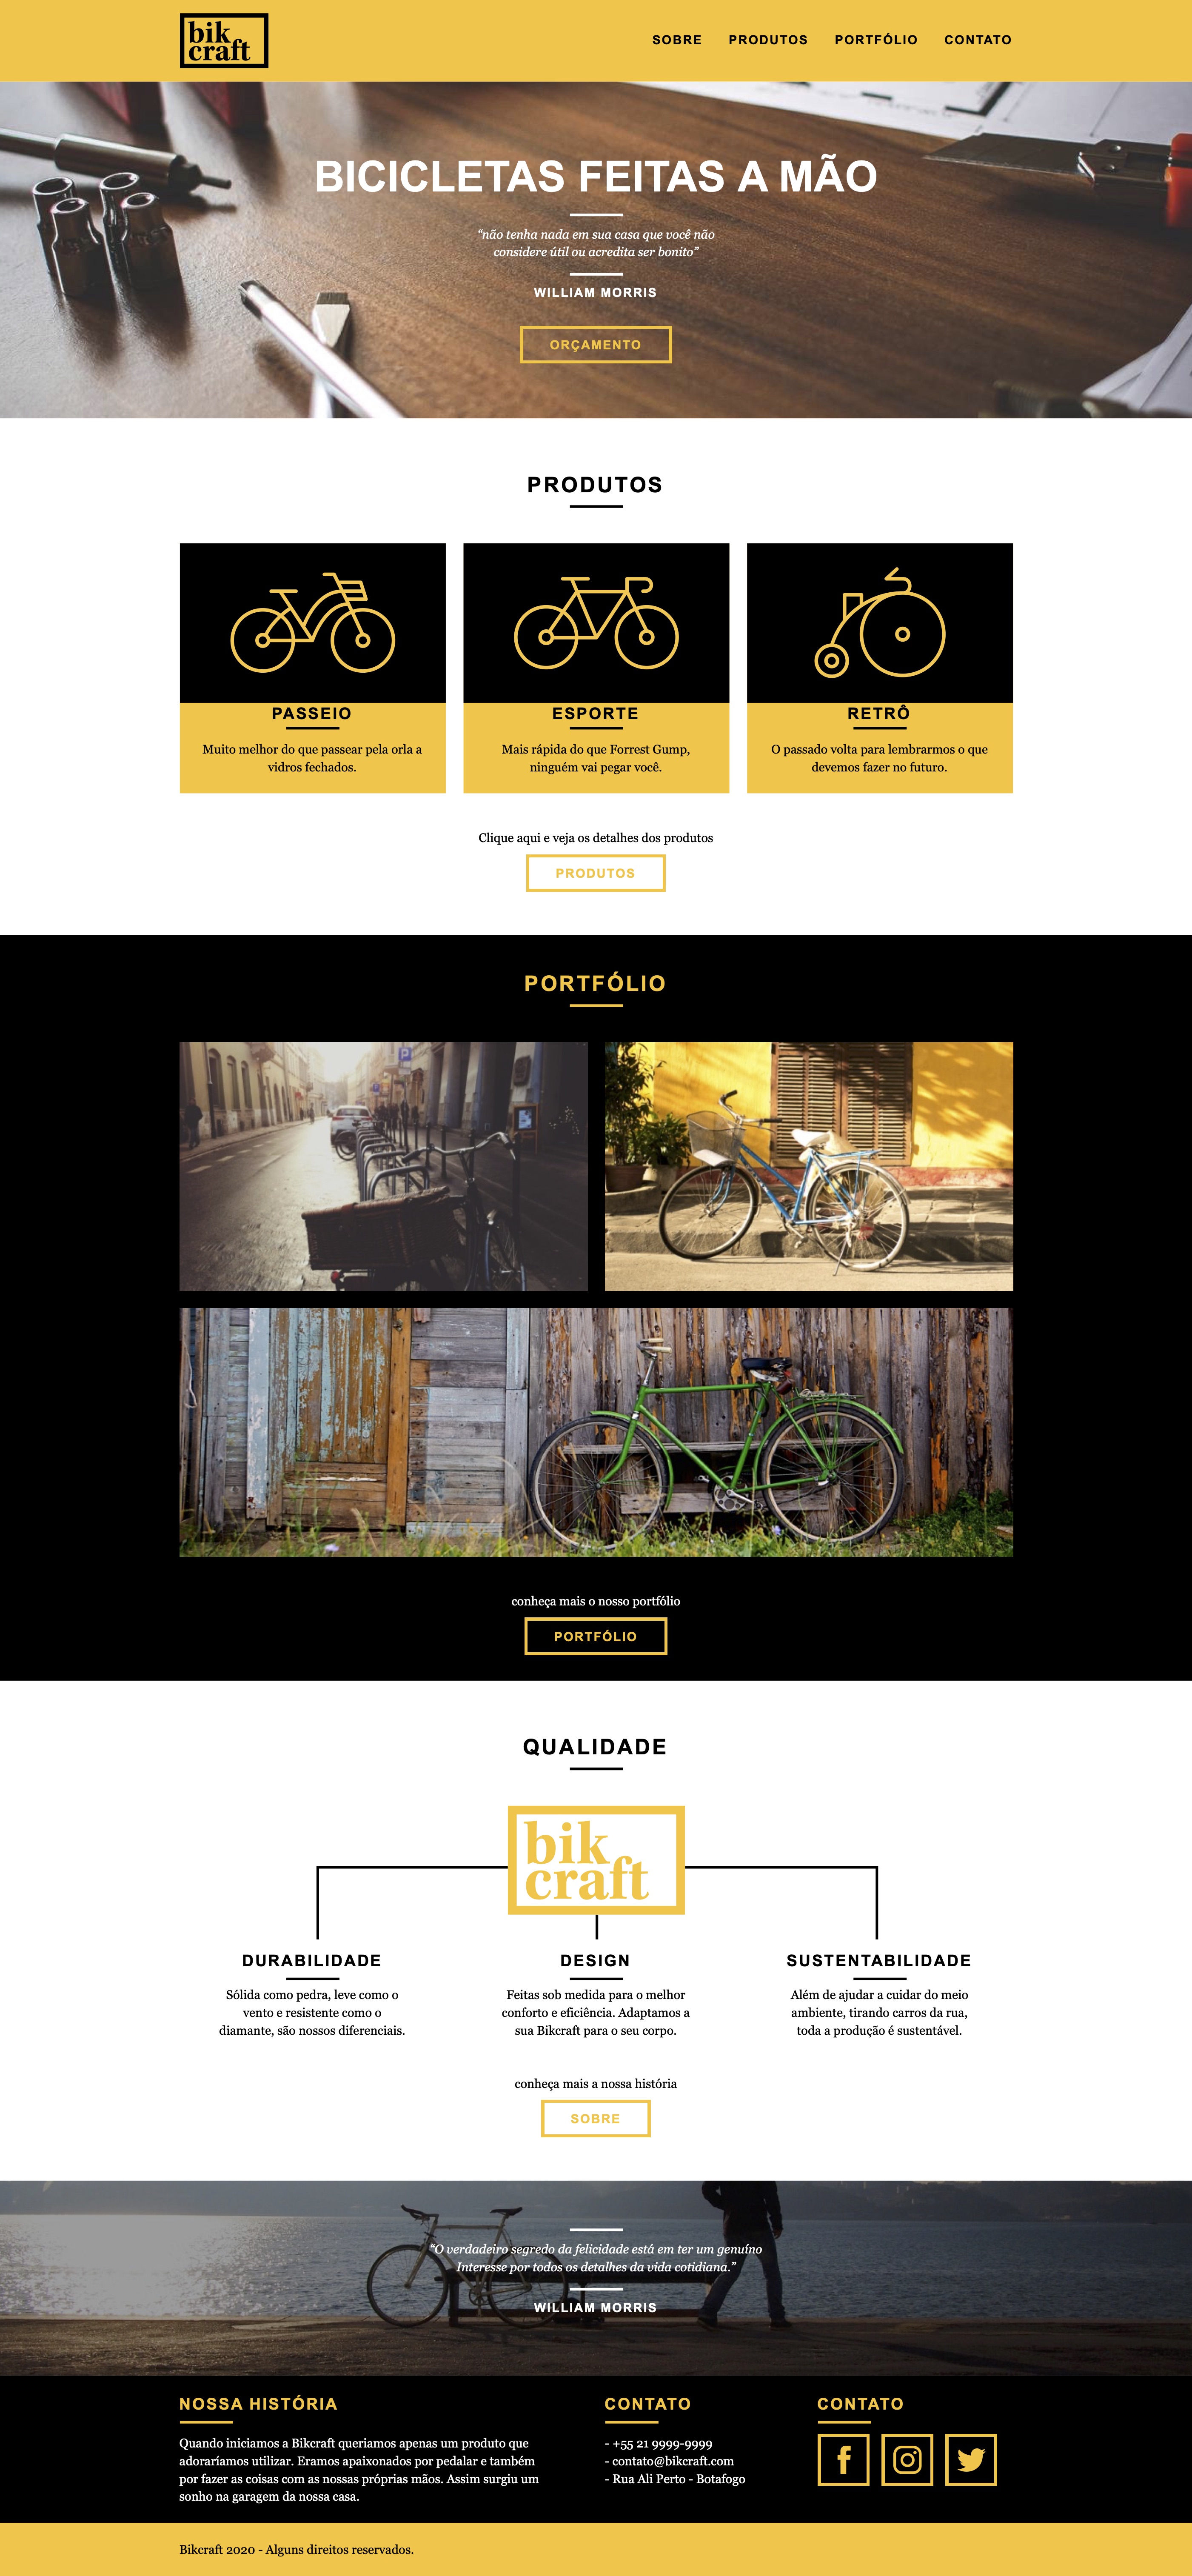 bik
craft
SOBRE PRODUTOS PORTFÓLIO CONTATO
BICICLETAS FEITAS A MÃO
“não tenha nada em sua casa que você não
considere útil ou acredita ser bonito”
WILLIAM MORRIS
ORÇAMENTO
PRODUTOS
PASSEIO
Muito melhor do que passear pela orla a
vidros fechados.
ESPORTE
Mais rápida do que Forrest Gump,
ninguém vai pegar você.
RETRÔ
O passado volta para lembrarmos o que
devemos fazer no futuro.
Clique aqui e veja os detalhes dos produtos
PRODUTOS
PORTFÓLIO
P
conheça mais o nosso portfólio
PORTFÓLIO
QUALIDADE
bik
craft
DURABILIDADE
Sólida como pedra, leve como o
vento e resistente como o
diamante, são nossos diferenciais.
DESIGN
Feitas sob medida para o melhor
conforto e eficiência. Adaptamos a
sua Bikcraft para o seu corpo.
SUSTENTABILIDADE
Além de ajudar a cuidar do meio
ambiente, tirando carros da rua,
toda a produção é sustentável.
conheça mais a nossa história
SOBRE
“O verdadeiro segredo da felicidade está em ter um genuíno
Interesse por todos os detalhes da vida cotidiana.”
WILLIAM MORRIS
NOSSA HISTÓRIA
Quando iniciamos a Bikcraft queriamos apenas um produto que
adoraríamos utilizar. Eramos apaixonados por pedalar e também
por fazer as coisas com as nossas próprias mãos. Assim surgiu um
sonho na garagem da nossa casa.
CONTATO
- +55 21 9999-9999
- contato@bikcraft.com
- Rua Ali Perto - Botafogo
CONTATO
Bikcraft 2020 - Alguns direitos reservados.